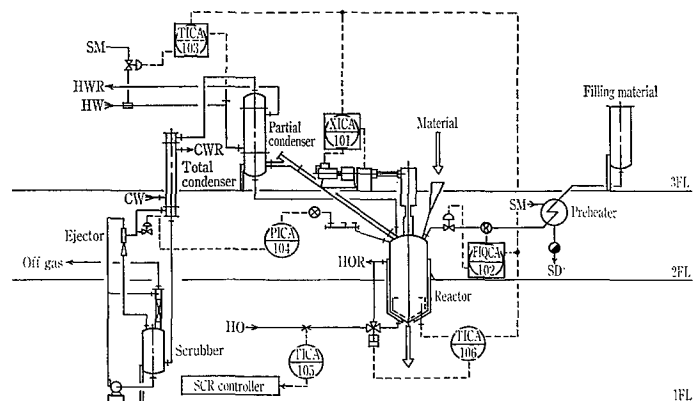 SM
TICA
103
HWR
HW
Filling material
Partial
condenser
XICA
101
Material
CWR
Total
condenser
3FL
CW
SM
Preheater
Ejector
PICA
104
FIQCA
102
Off gas
HOR
SD
2FL
Reactor
HO
Scrubber
TICA
105
TICA
106
SCR controller
1FL